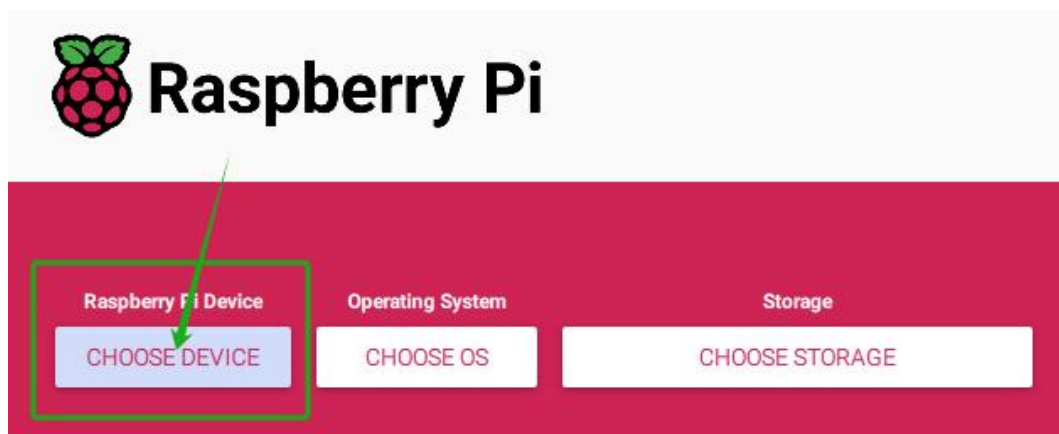 Raspberry Pi
Raspberry Pi Device
Operating System
Storage
CHOOSE DEVICE
CHOOSE OS
CHOOSE STORAGE